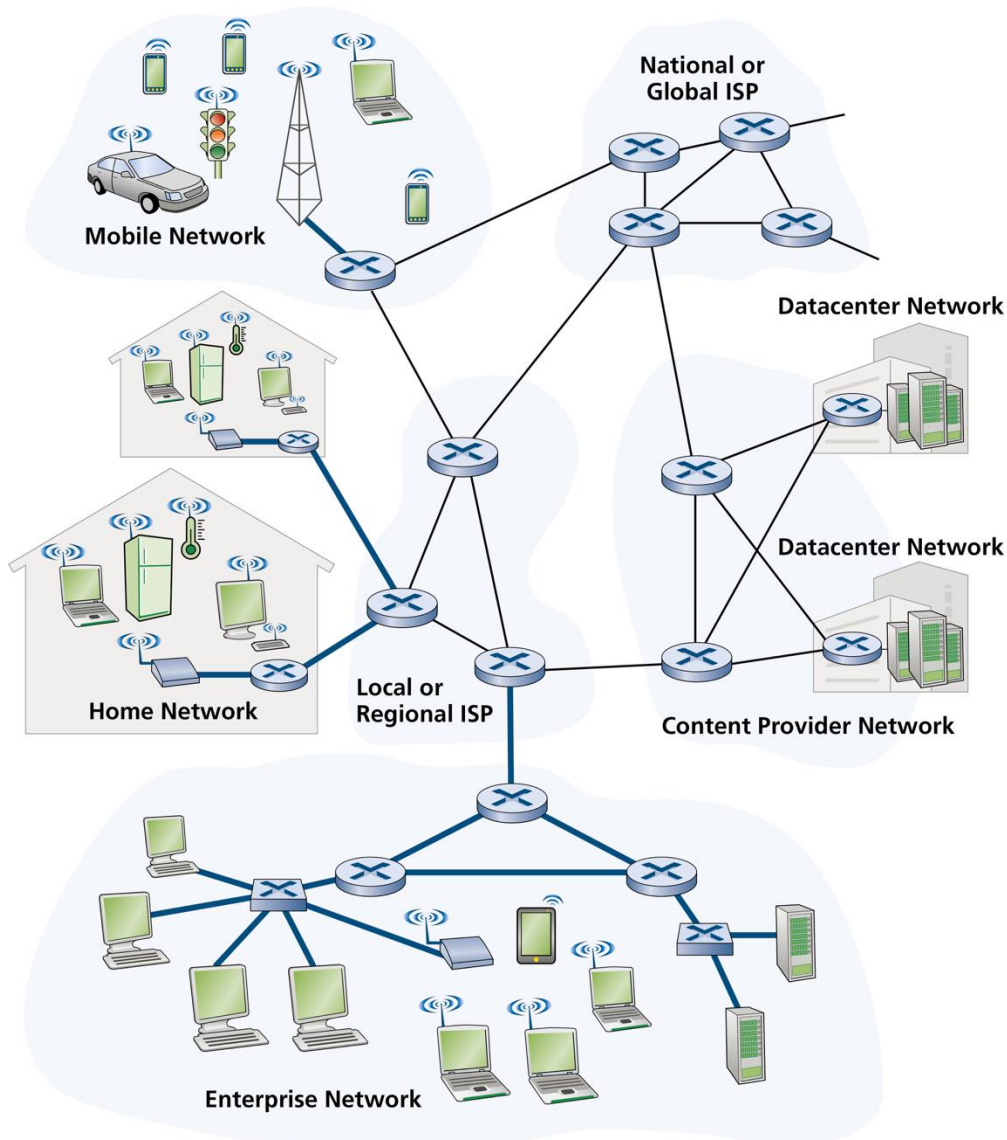 National or
Global ISP
Mobile Network
Datacenter Network
Datacenter Network
Home Network
Local or
Regional ISP
Content Provider Network
Enterprise Network